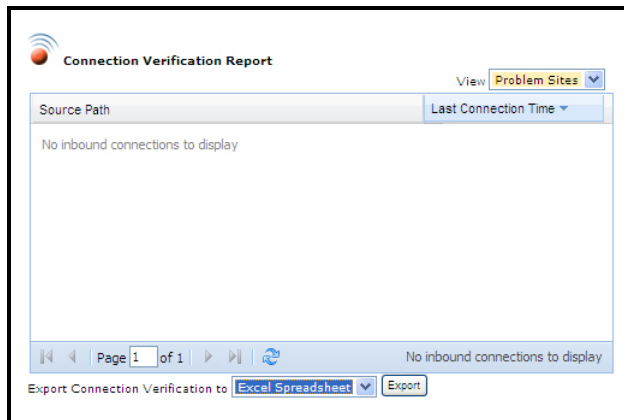 Connection Verification Report
View Problem Sites
Source Path Last Connection Time
No inbound connections to display
Page 1 of 1 No inbound connections to display
Export Connection Verification to Excel Spreadsheet Export